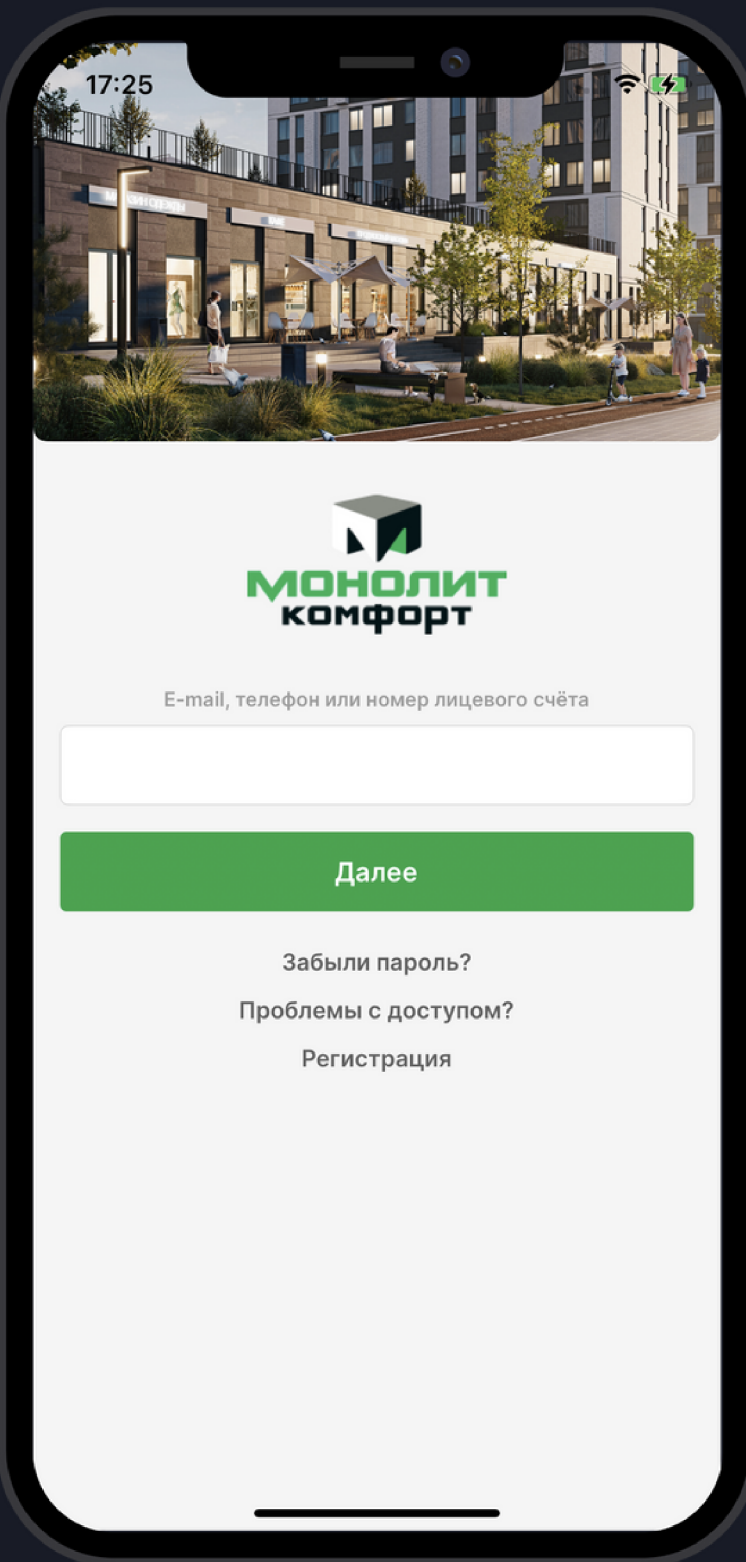 17:25
МОНОЛИТ
КОМФОРТ
E-mail, телефон или номер лицевого счёта
Далее
Забыли пароль?
Проблемы с доступом?
Регистрация